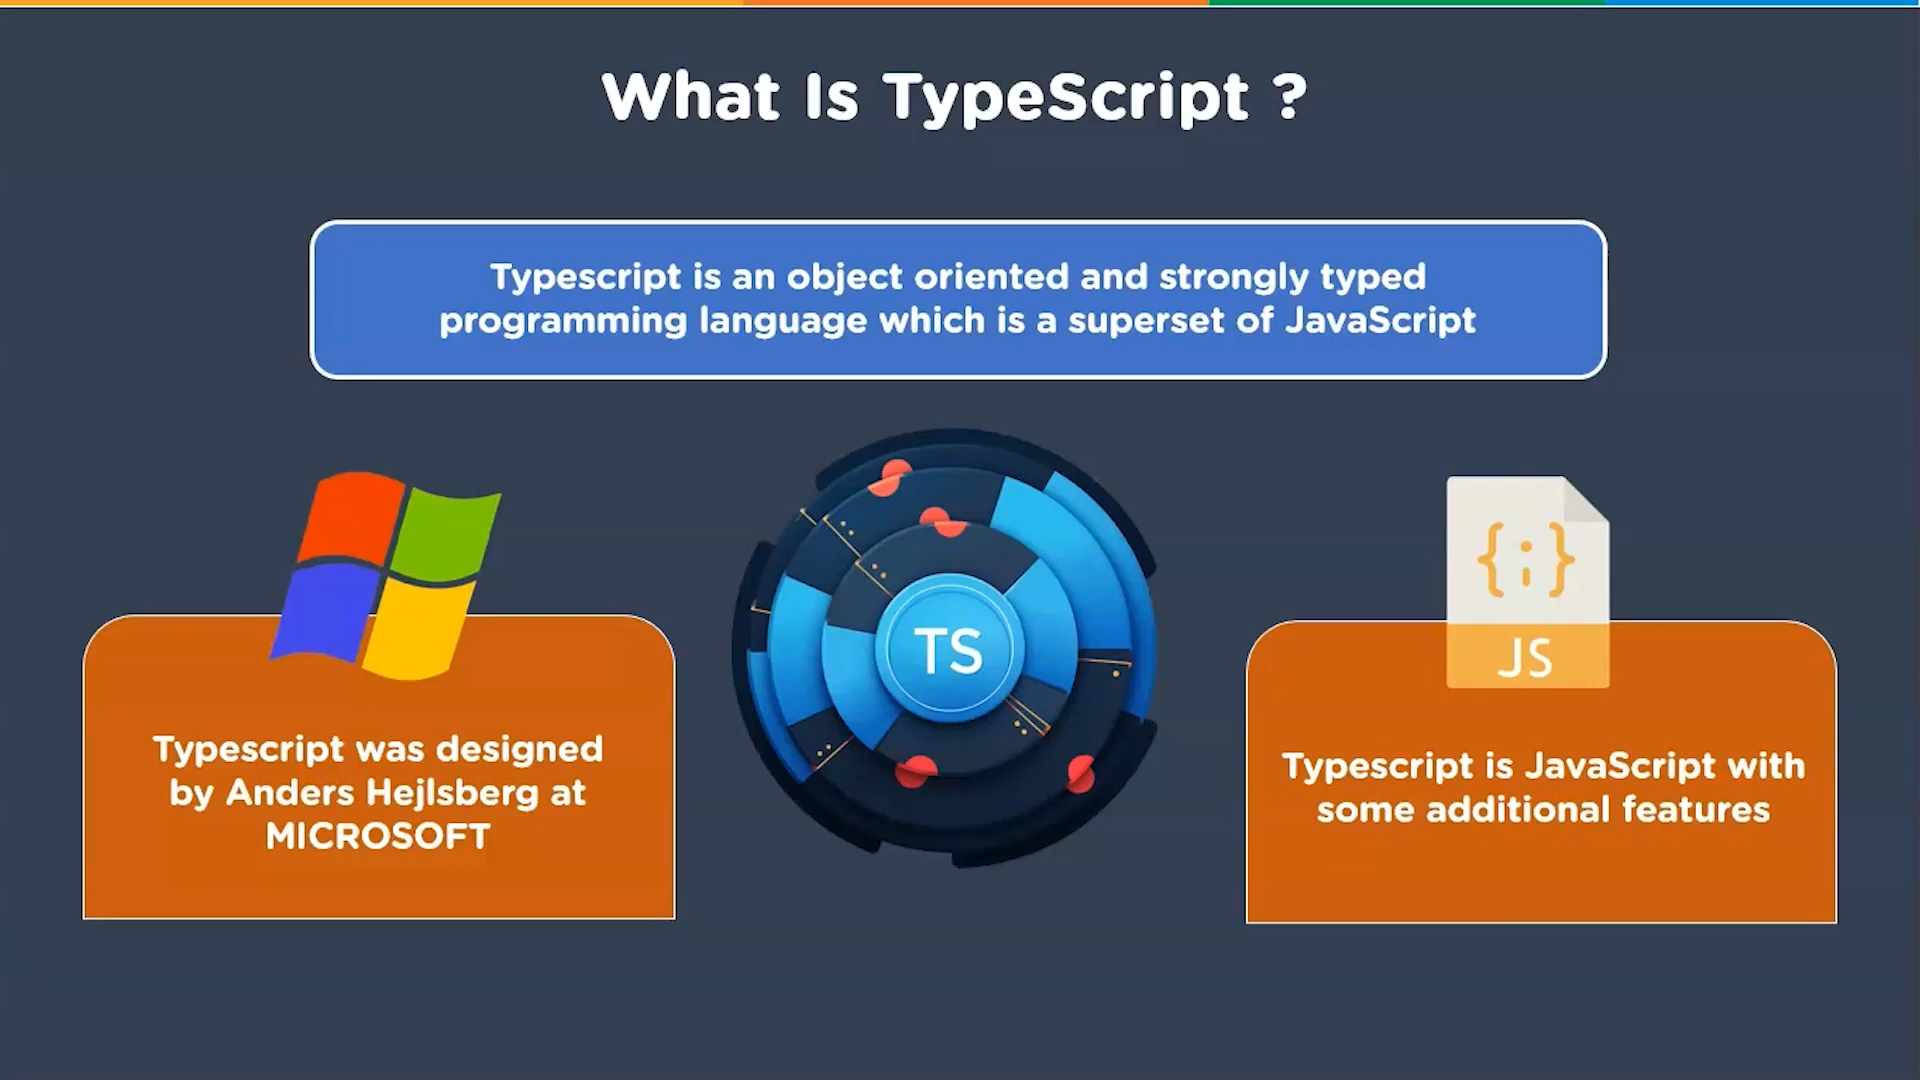 What Is TypeScript ?
Typescript is an object oriented and strongly typed
programming language which is a superset of JavaScript
TS
{;}
JS
Typescript was designed
by Anders Hejlsberg at
MICROSOFT
Typescript is JavaScript with
some additional features